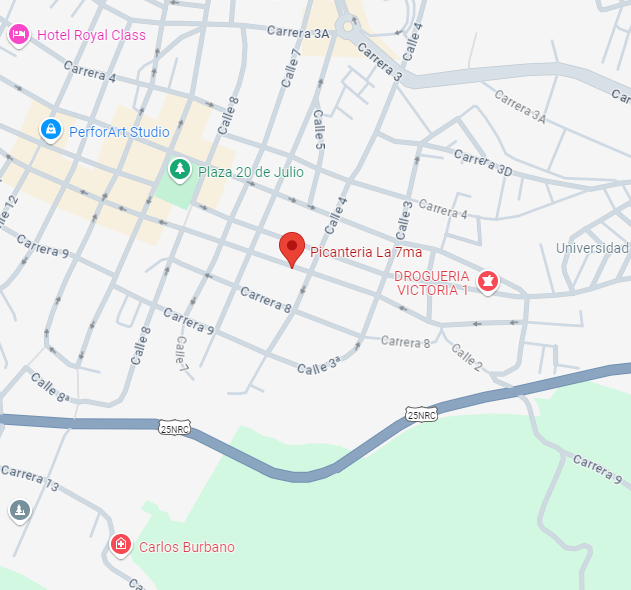 Hotel Royal Class
Carrera 3A
Calle 4
Carrera 3
Calle 7
Carrera 4
Carrera 3A
Calle 8
Calle 5
PerforArt Studio
Carrera 3D
Plaza 20 de Julio
Calle 12
Calle 4
Calle 3
Carrera 4
Carrera 9
Picanteria La 7ma
Universidad
DROGUERIA
VICTORIA 1
Carrera 8
Carrera 9
Calle 8
Calle 7
Carrera 8
Calle 2
Calle 3ª
Calle 8ª
25NRC
25NRC
Carrera 9
Carrera 13
Carlos Burbano